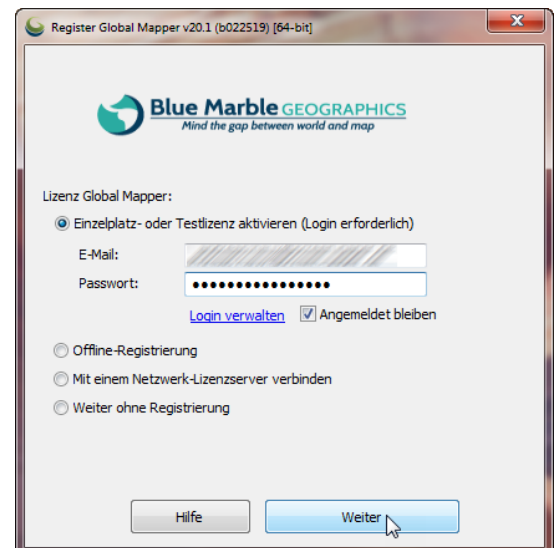 Register Global Mapper v20.1 (b022519) [64-bit]
Blue Marble GEOGRAPHICS
Mind the gap between world and map
Lizenz Global Mapper:
Einzelplatz- oder Testlizenz aktivieren (Login erforderlich)
E-Mail:
Passwort: ••••••••••••••••
Login verwalten Angemeldet bleiben
Offline-Registrierung
Mit einem Netzwerk-Lizenzserver verbinden
Weiter ohne Registrierung
Hilfe Weiter